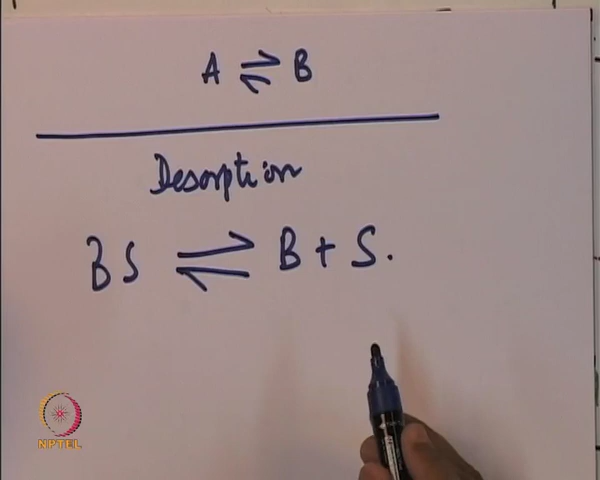 A ⇌ B
Desorption
BS ⇌ B + S.
NPTEL